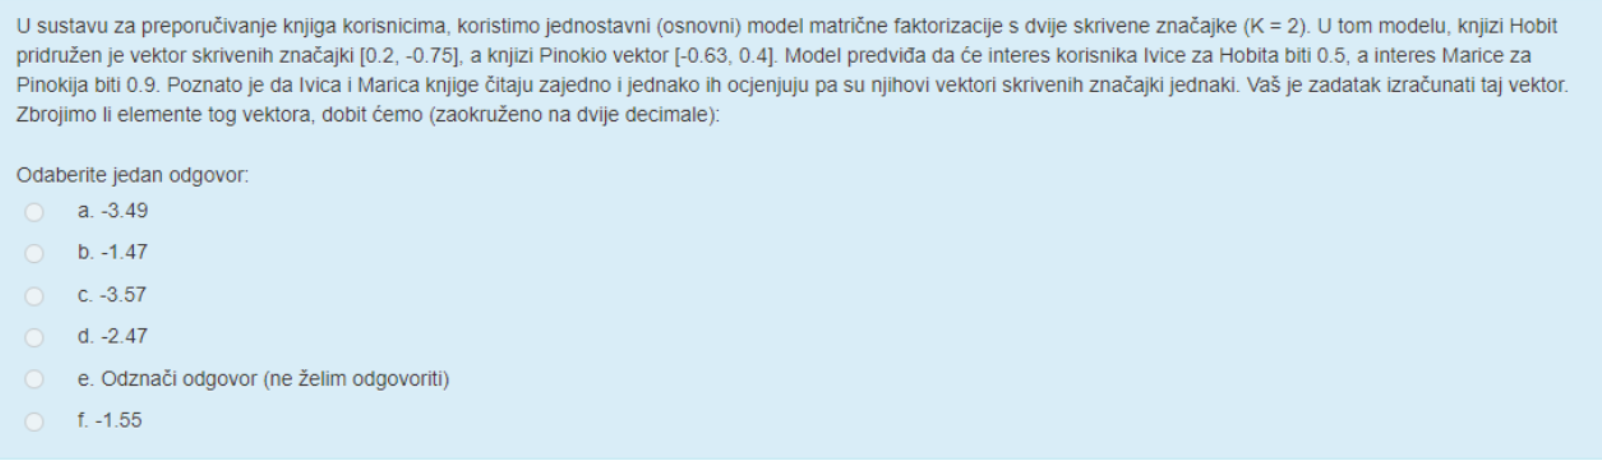 U sustavu za preporučivanje knjiga korisnicima, koristimo jednostavni (osnovni) model matrične faktorizacije s dvije skrivene značajke (K = 2). U tom modelu, knjizi Hobit
pridružen je vektor skrivenih značajki [0.2, -0.75], a knjizi Pinokio vektor [-0.63, 0.4]. Model predviđa da će interes korisnika Ivice za Hobita biti 0.5, a interes Marice za
Pinokija biti 0.9. Poznato je da Ivica i Marica knjige čitaju zajedno i jednako ih ocjenjuju pa su njihovi vektori skrivenih značajki jednaki. Vaš je zadatak izračunati taj vektor.
Zbrojimo li elemente tog vektora, dobit ćemo (zaokruženo na dvije decimale):
Odaberite jedan odgovor:
a. -3.49
b. -1.47
c. -3.57
d. -2.47
e. Odznači odgovor (ne želim odgovoriti)
f. -1.55